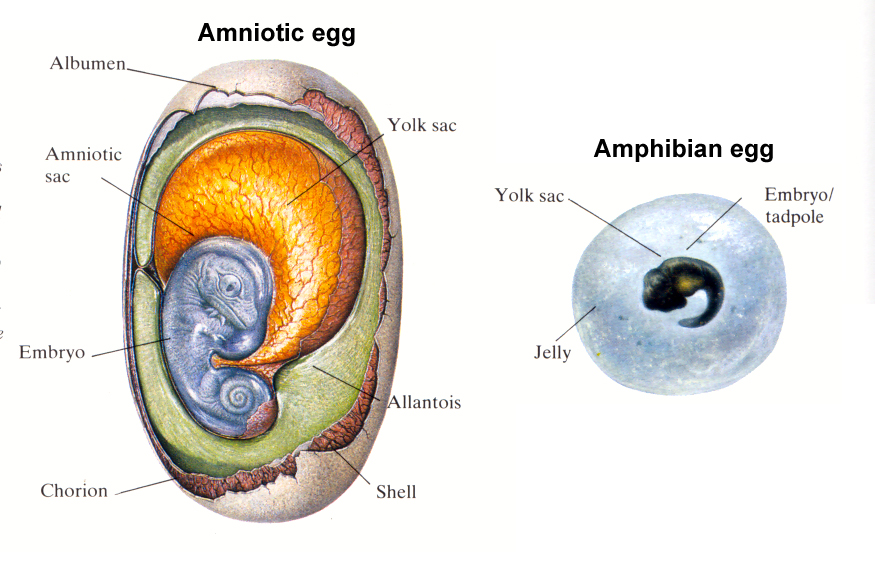 Amniotic egg
Albumen
Yolk sac
Amniotic
sac
Embryo
Allantois
Chorion
Shell
Amphibian egg
Yolk sac
Embryo/
tadpole
Jelly